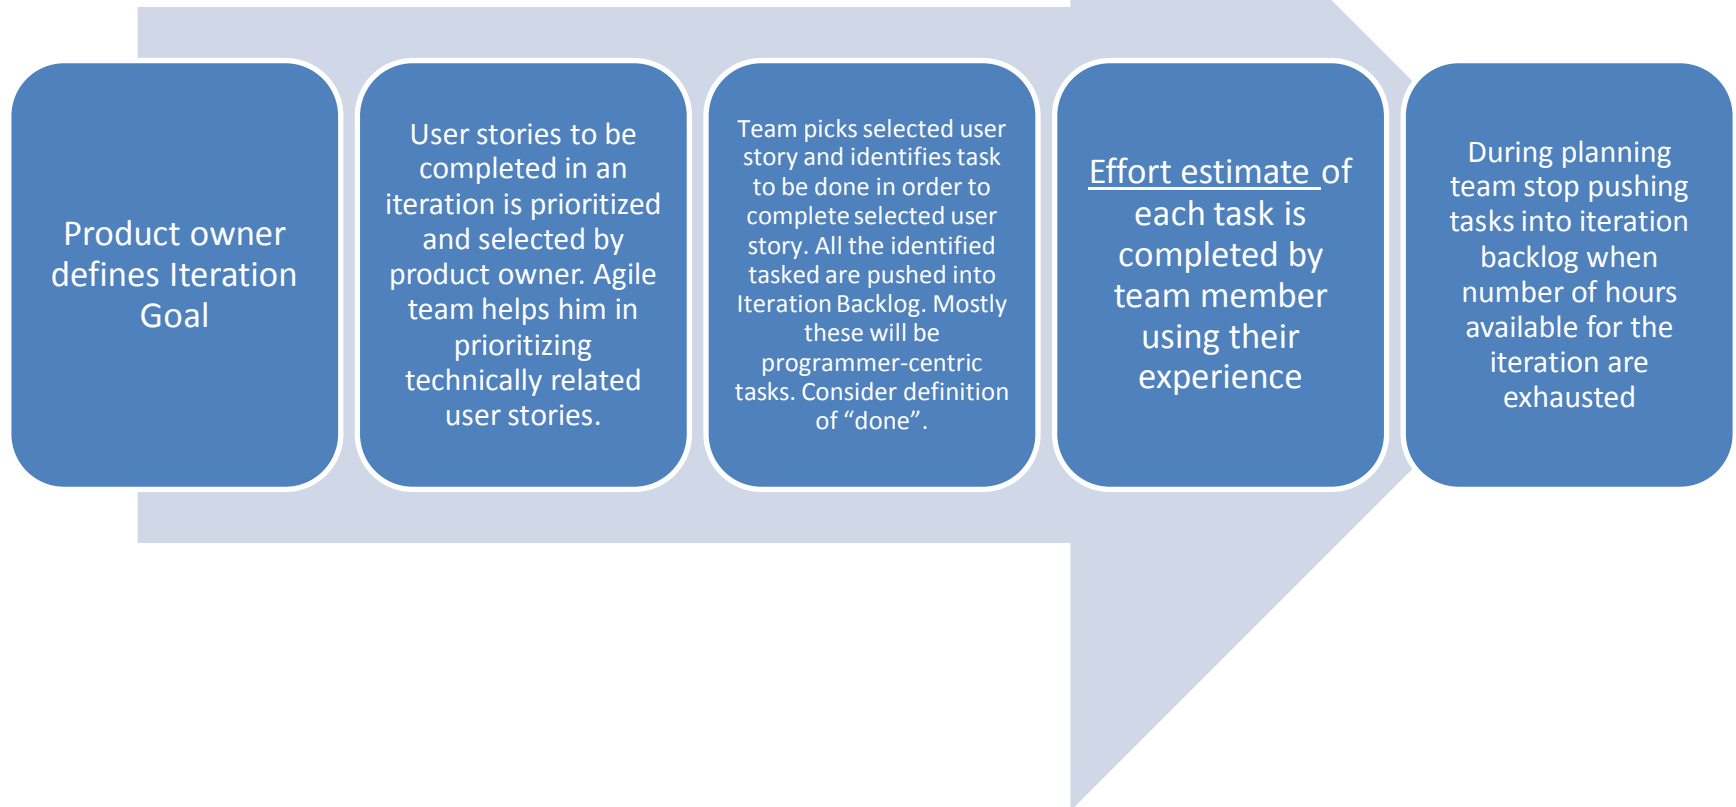 Product owner
defines Iteration
Goal
User stories to be
completed in an
iteration is prioritized
and selected by
product owner. Agile
team helps him in
prioritizing
technically related
user stories.
Team picks selected user
story and identifies task
to be done in order to
complete selected user
story. All the identified
tasked are pushed into
Iteration Backlog. Mostly
these will be
programmer-centric
tasks. Consider definition
of “done”.
Effort estimate of
each task is
completed by
team member
using their
experience
During planning
team stop pushing
tasks into iteration
backlog when
number of hours
available for the
iteration are
exhausted